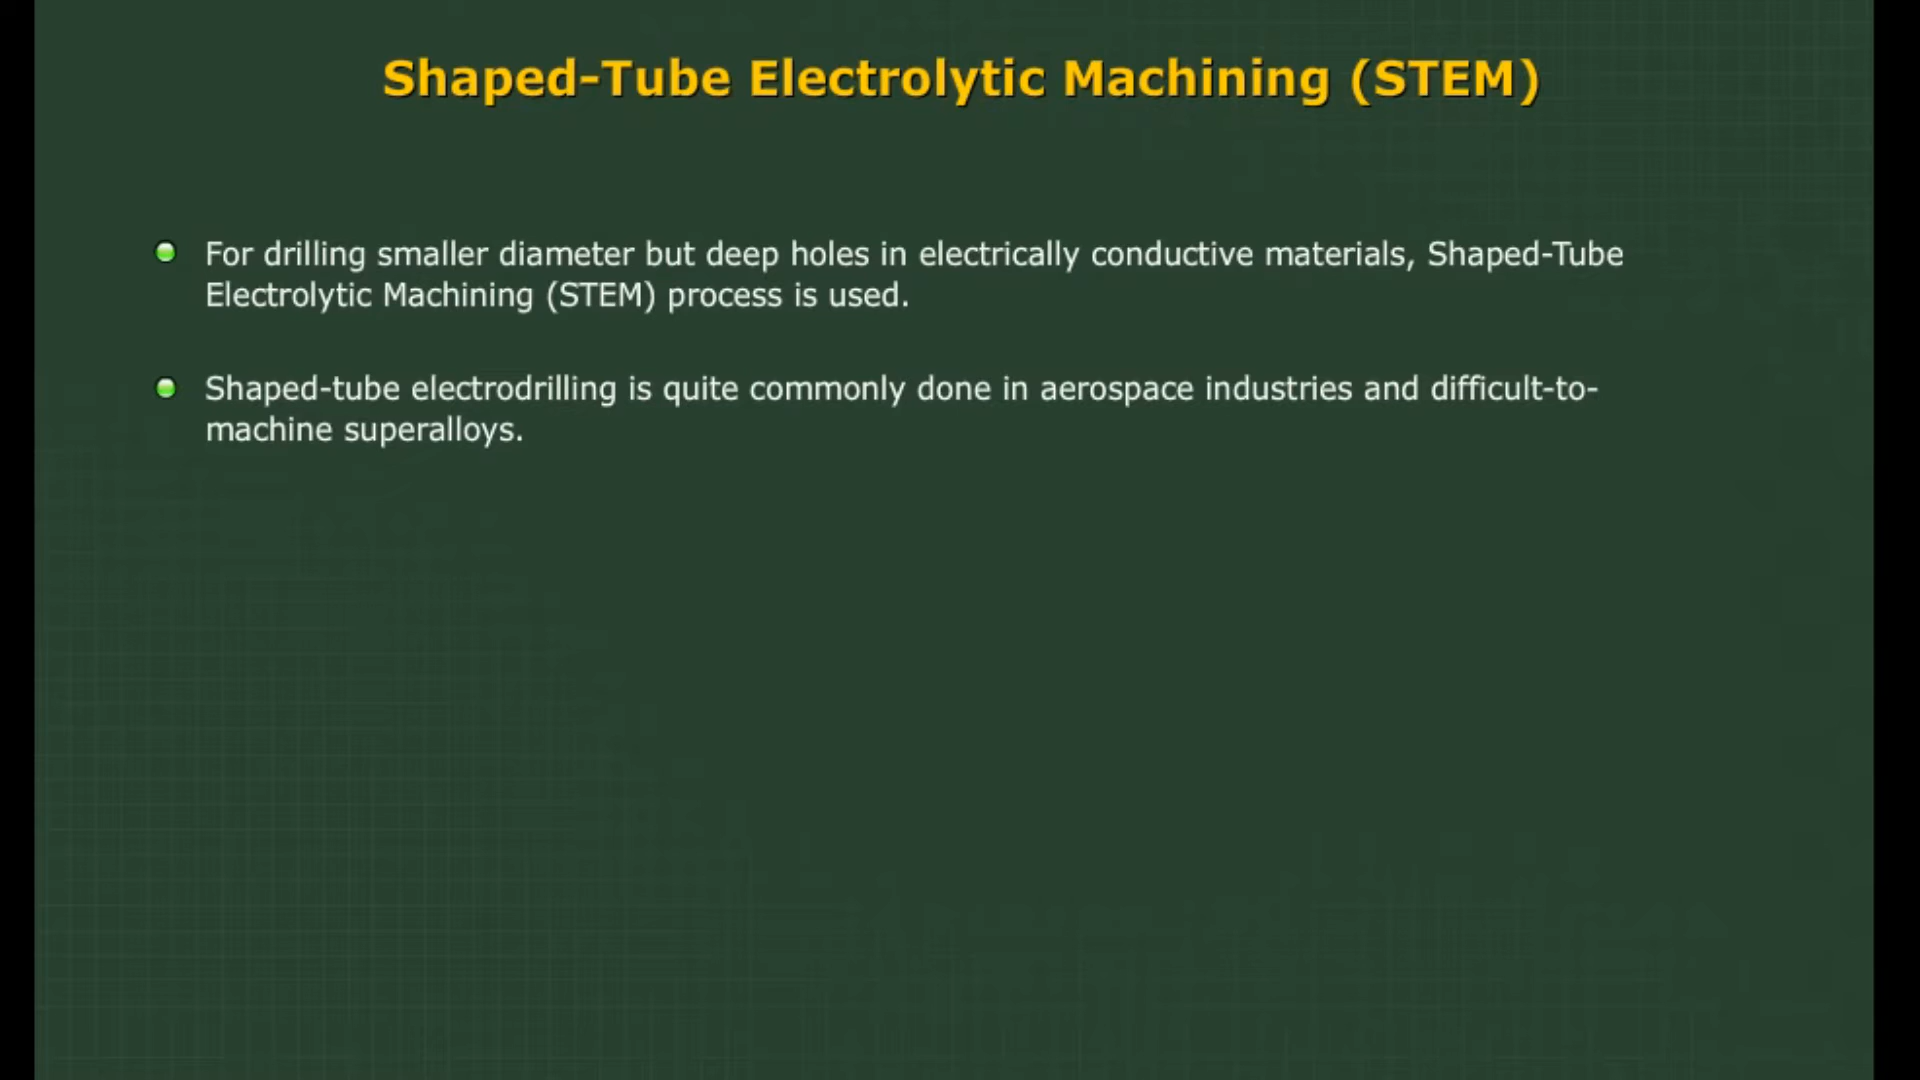 Shaped-Tube Electrolytic Machining (STEM)
For drilling smaller diameter but deep holes in electrically conductive materials, Shaped-Tube
Electrolytic Machining (STEM) process is used.
Shaped-tube electrodrilling is quite commonly done in aerospace industries and difficult-to-
machine superalloys.